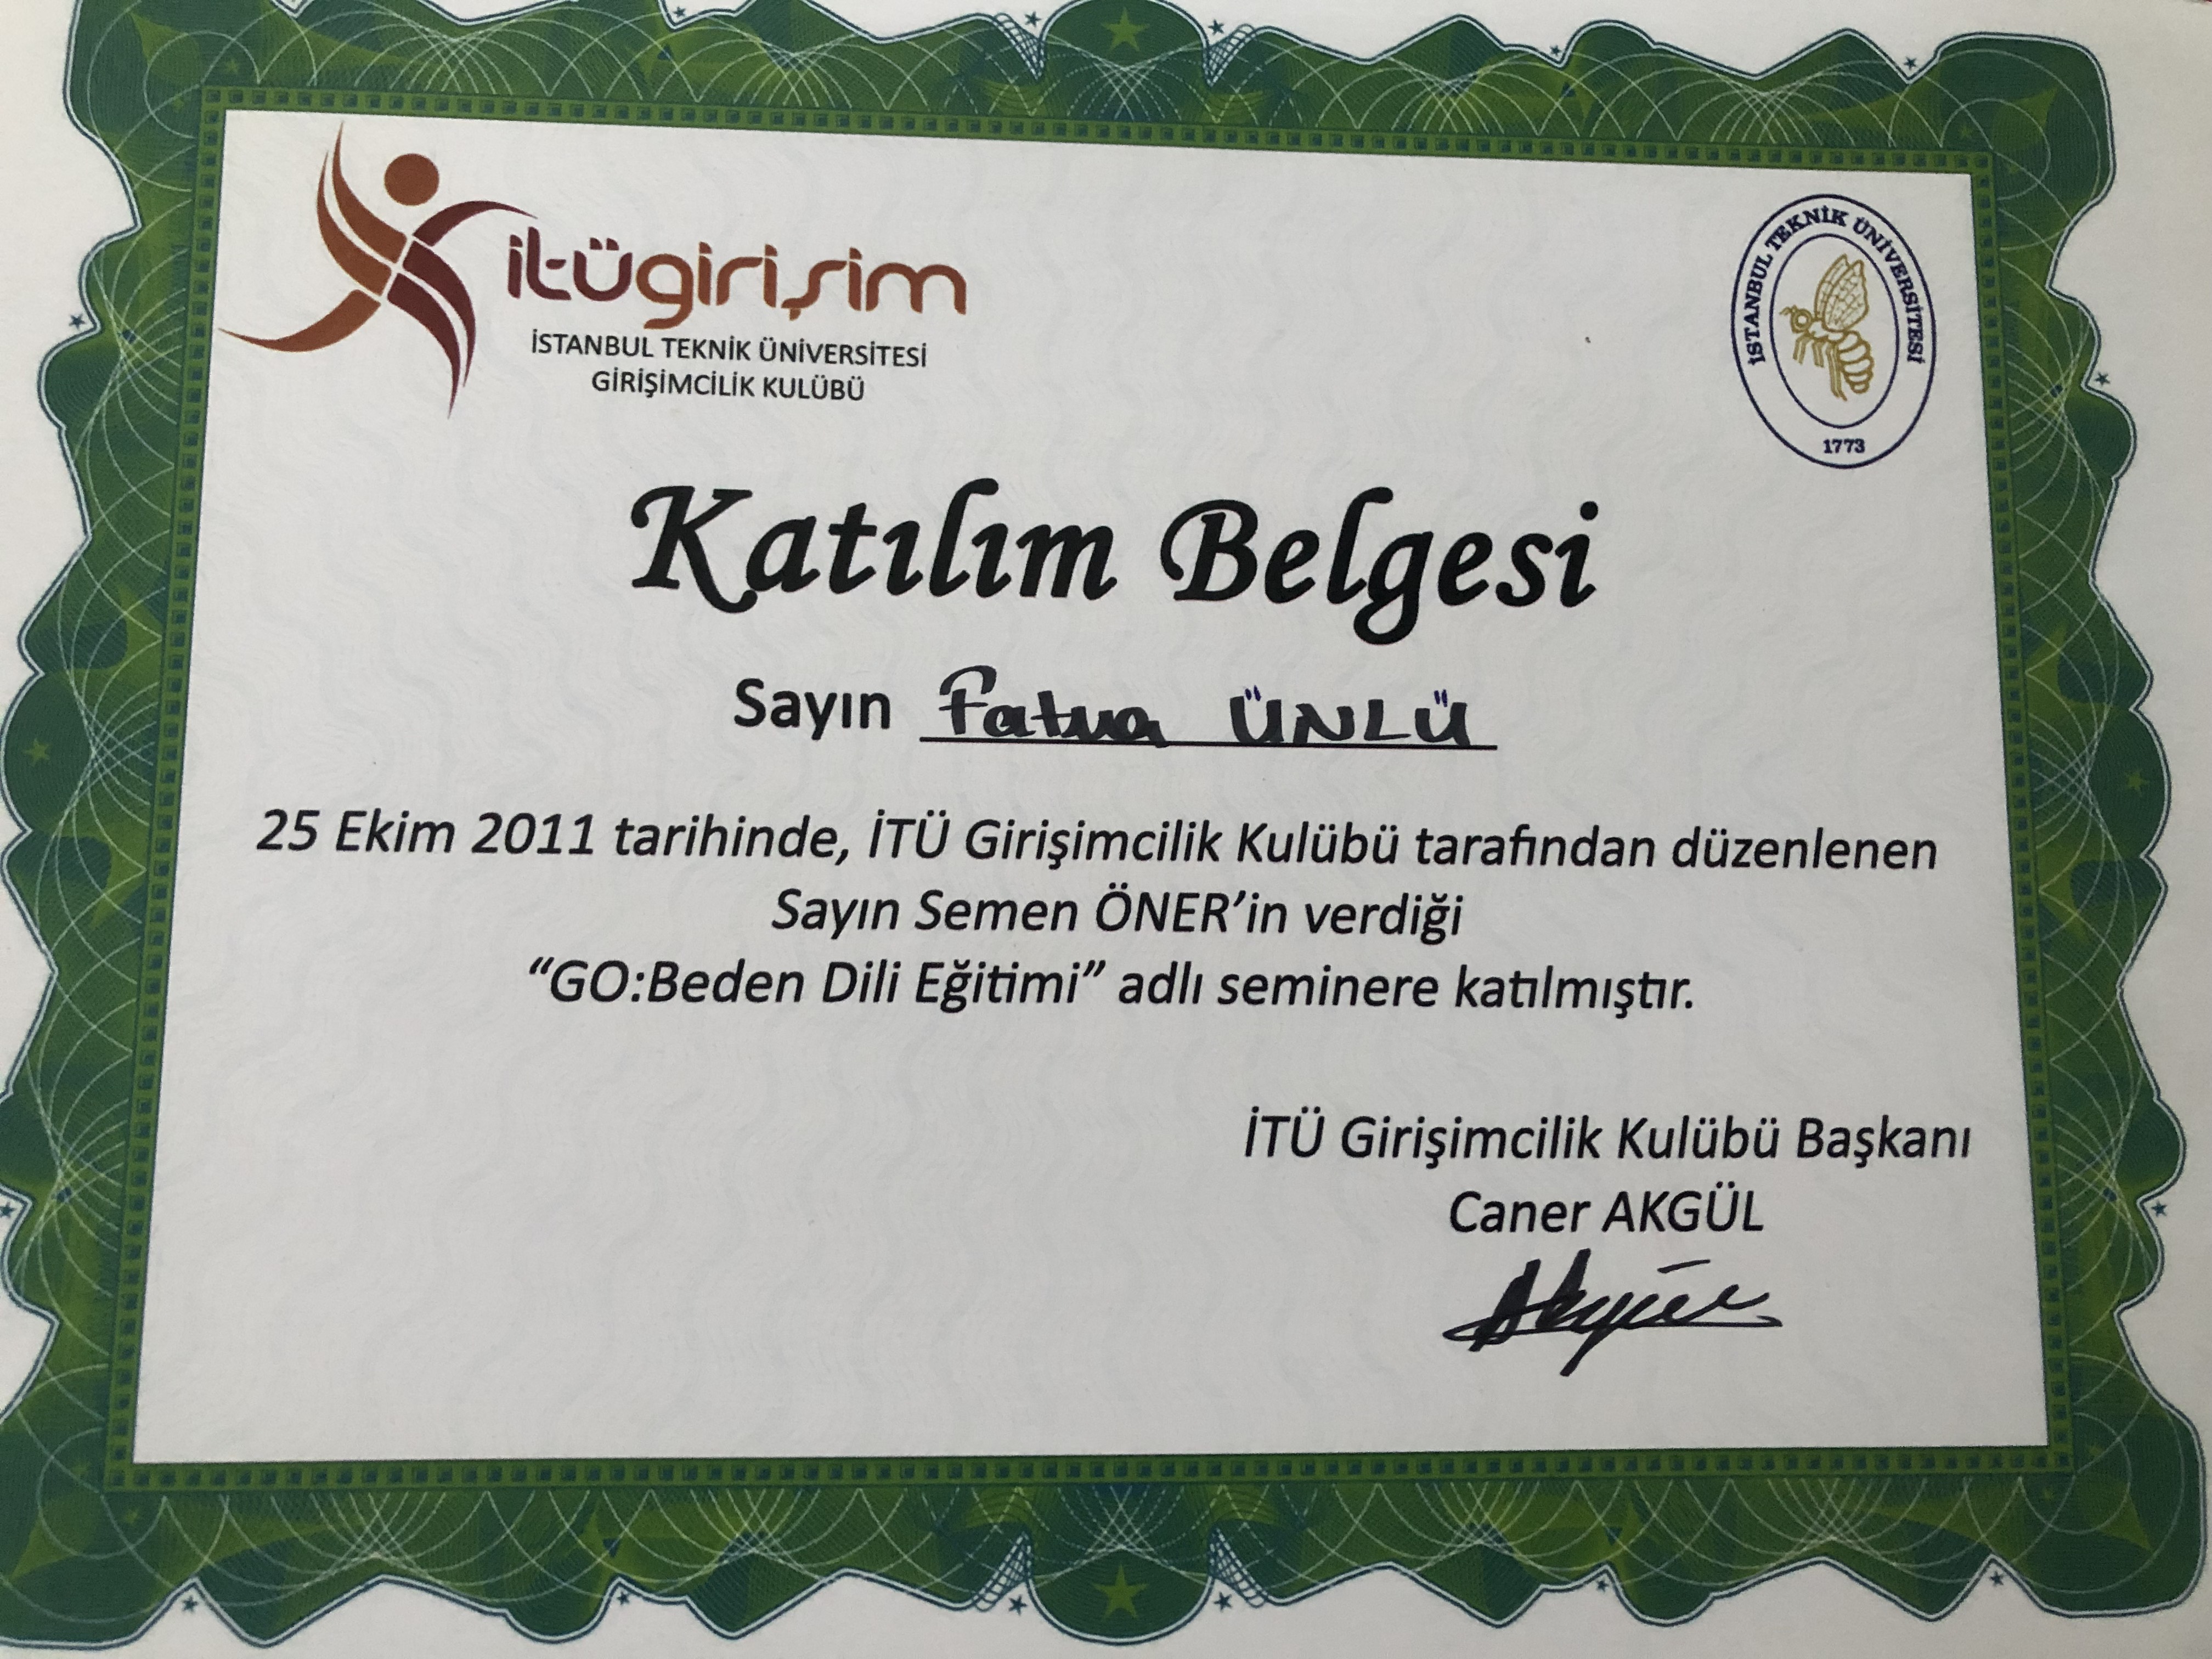 itügirişim
İSTANBUL TEKNİK ÜNİVERSİTESİ
GİRİŞİMCİLİK KULÜBÜ
İSTANBUL TEKNİK ÜNİVERSİTESİ
1773
Katılım Belgesi
Sayın Fatma ÜNLÜ
25 Ekim 2011 tarihinde, İTÜ Girişimcilik Kulübü tarafından düzenlenen
Sayın Semen ÖNER'in verdiği
“GO:Beden Dili Eğitimi” adlı seminere katılmıştır.
İTÜ Girişimcilik Kulübü Başkanı
Caner AKGÜL